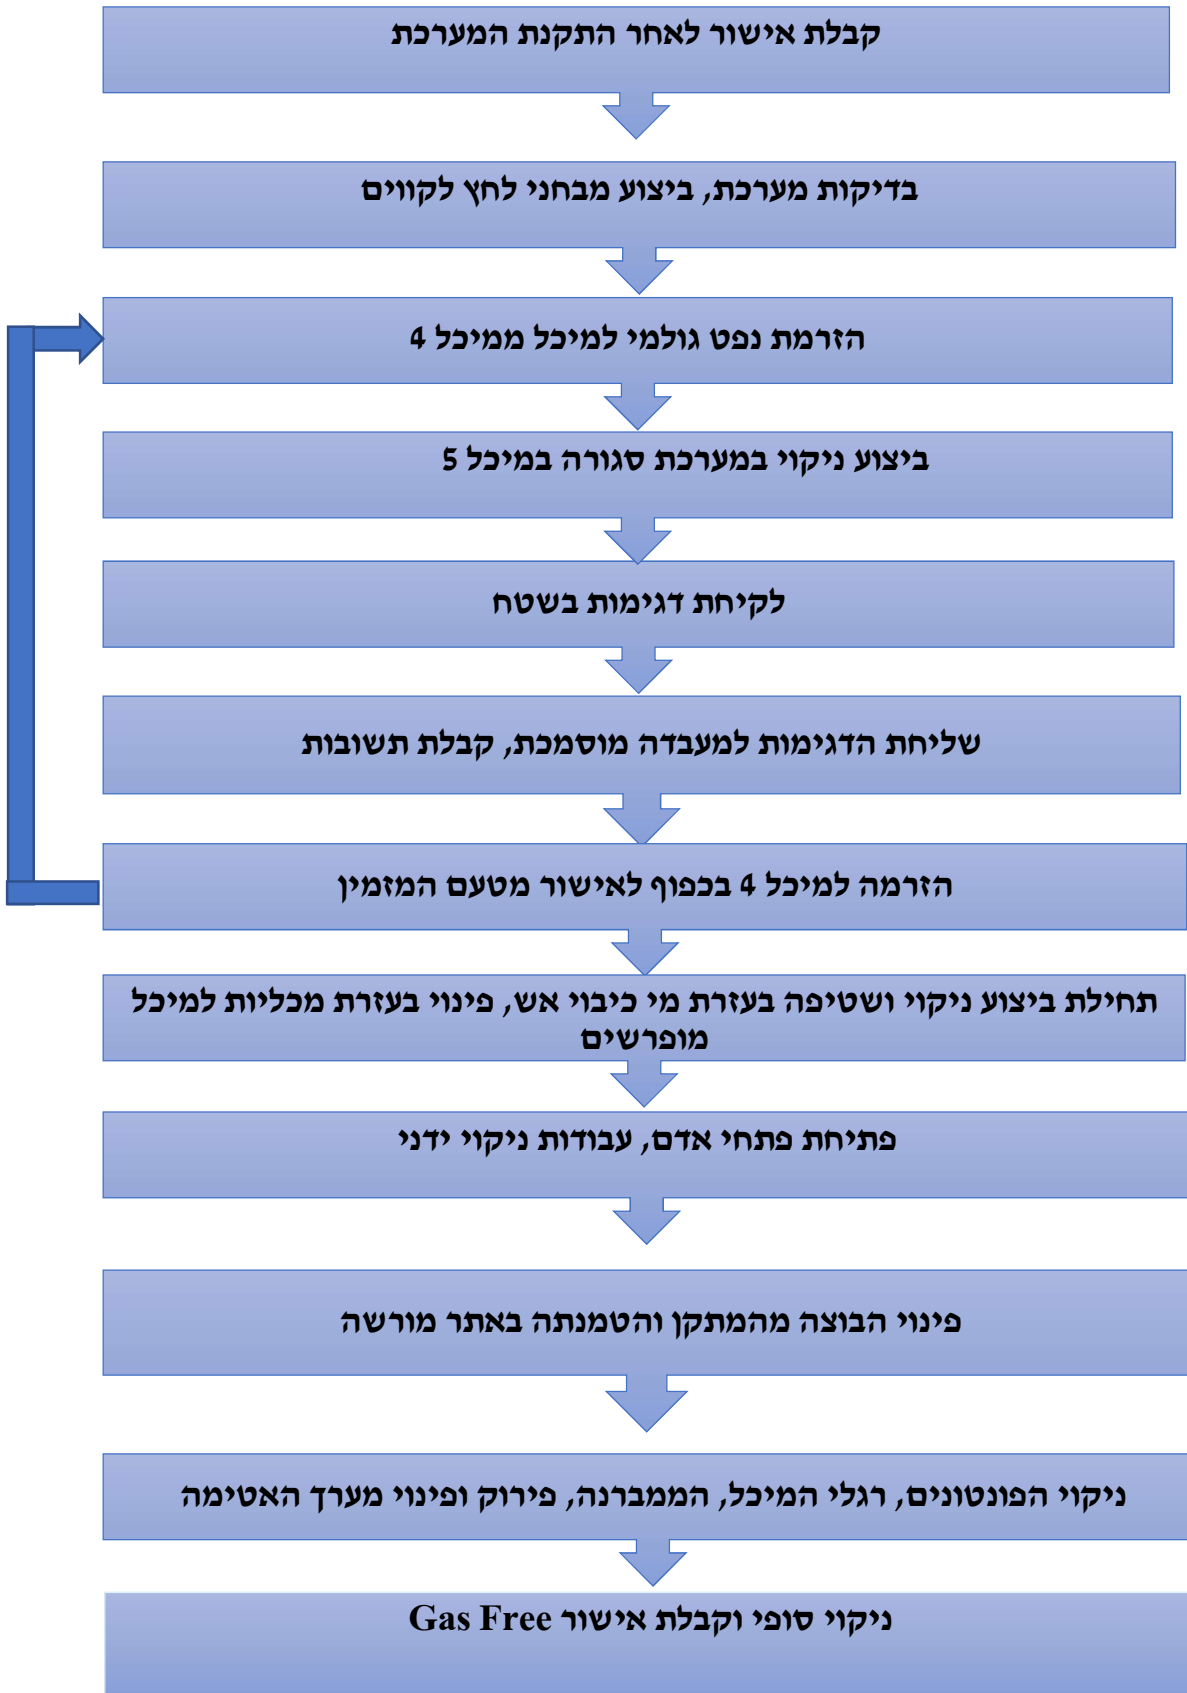 קבלת אישור לאחר התקנת המערכת
בדיקות מערכת, ביצוע מבחני לחץ לקווים
הזרמת נפט גולמי למיכל ממיכל 4
ביצוע ניקוי במערכת סגורה במיכל 5
לקיחת דגימות בשטח
שליחת הדגימות למעבדה מוסמכת, קבלת תשובות
הזרמה למיכל 4 בכפוף לאישור מטעם המזמין
תחילת ביצוע ניקוי ושטיפה בעזרת מי כיבוי אש, פינוי בעזרת מכליות למיכל
מופרשים
פתיחת פתחי אדם, עבודות ניקוי ידני
פינוי הבוצה מהמתקן והטמנתה באתר מורשה
ניקוי הפונטונים, רגלי המיכל, הממברנה, פירוק ופינוי מערך האטימה
ניקוי סופי וקבלת אישור Gas Free